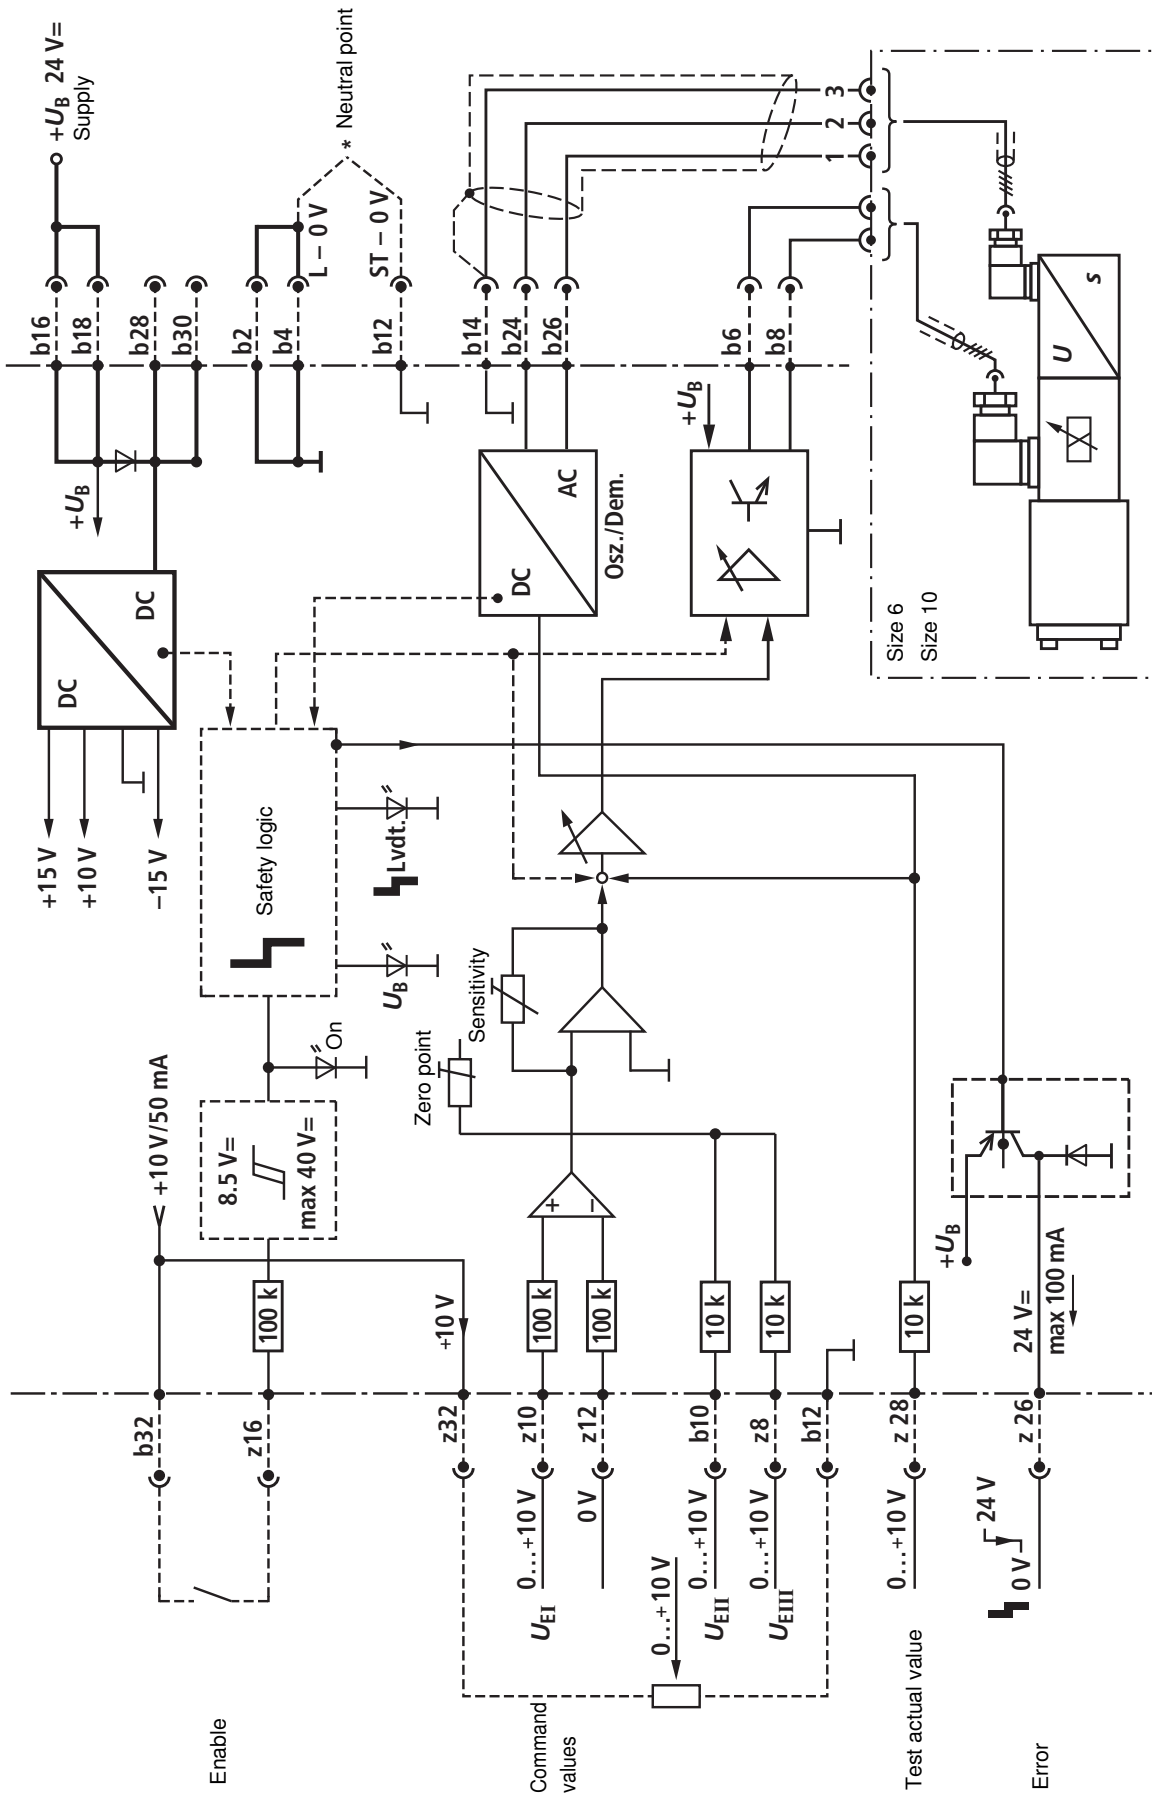 Enable
b32
z16
+10 V/50 mA
100 k
8.5 V=
max 40 V=
On
Safety logic
U_B
Lvdt.
+15 V
+10 V
–15 V
DC
DC
+U_B
b16
b18
b28
b30
b2
b4
b12
+U_B 24 V=
Supply
L – 0 V
ST – 0 V
* Neutral point
Command
values
z32
+10 V
z10
U_EI
0...+10 V
100 k
z12
0 V
100 k
+
–
0...+10 V
b10
U_EII
0...+10 V
10 k
z8
U_EIII
0...+10 V
10 k
b12
Zero point
Sensitivity
DC
AC
Osz./Dem.
b14
b24
b26
+U_B
b6
b8
3
2
1
Test actual value
0...+10 V
z 28
10 k
Error
0 V
24 V
z 26
24 V=
max 100 mA
+U_B
Size 6
Size 10
U
s